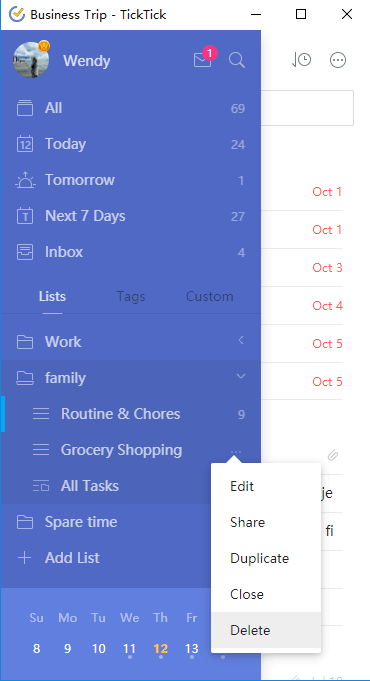 Business Trip - TickTick
Wendy
1
All 69
12 Today 24
Tomorrow 1
T Next 7 Days 27
Inbox 4
Lists Tags Custom
Work
family
Routine & Chores 9
Grocery Shopping ...
All Tasks
Spare time
Add List
Su Mo Tu We Th Fr
8 9 10 11 12 13
Edit
Share
Duplicate
Close
Delete
Oct 1
Oct 1
Oct 3
Oct 4
Oct 5
Oct 5
je
fi